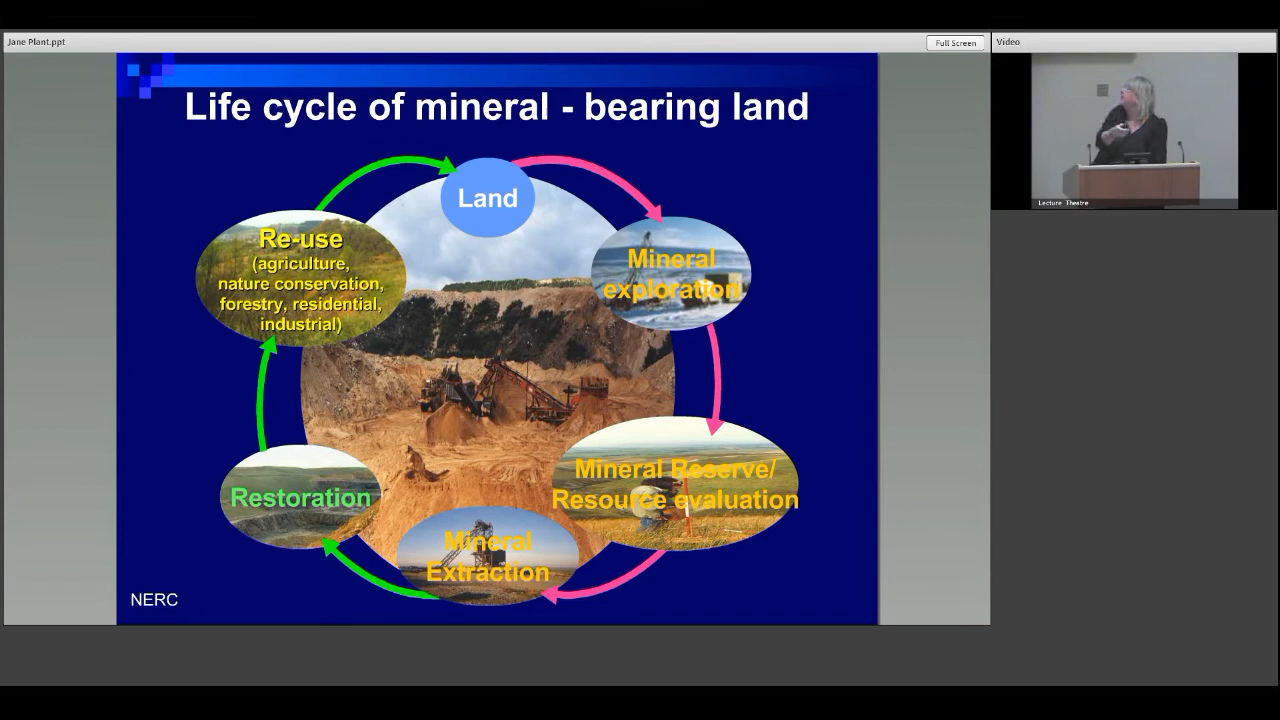 Jane Plant.ppt
Full Screen
Video
Life cycle of mineral - bearing land
Land
Re-use
(agriculture,
nature conservation,
forestry, residential,
industrial)
Mineral
exploration
Mineral Reserve/
Resource evaluation
Restoration
Mineral
Extraction
NERC
Lecture Theatre